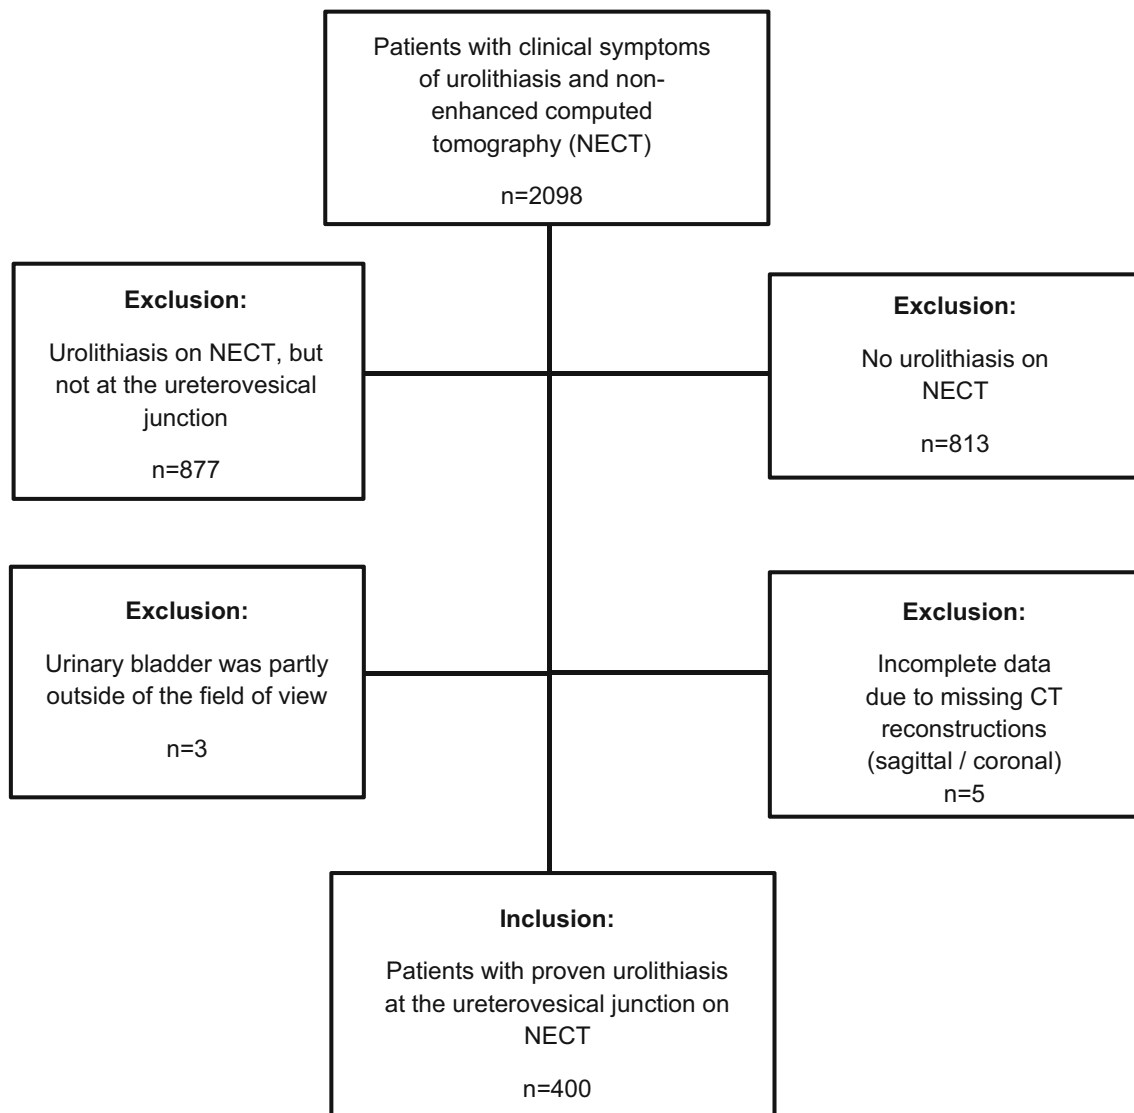 Patients with clinical symptoms
of urolithiasis and non-
enhanced computed
tomography (NECT)
n=2098
Exclusion:
Urolithiasis on NECT, but
not at the ureterovesical
junction
n=877
Exclusion:
No urolithiasis on
NECT
n=813
Exclusion:
Urinary bladder was partly
outside of the field of view
n=3
Exclusion:
Incomplete data
due to missing CT
reconstructions
(sagittal / coronal)
n=5
Inclusion:
Patients with proven urolithiasis
at the ureterovesical junction on
NECT
n=400